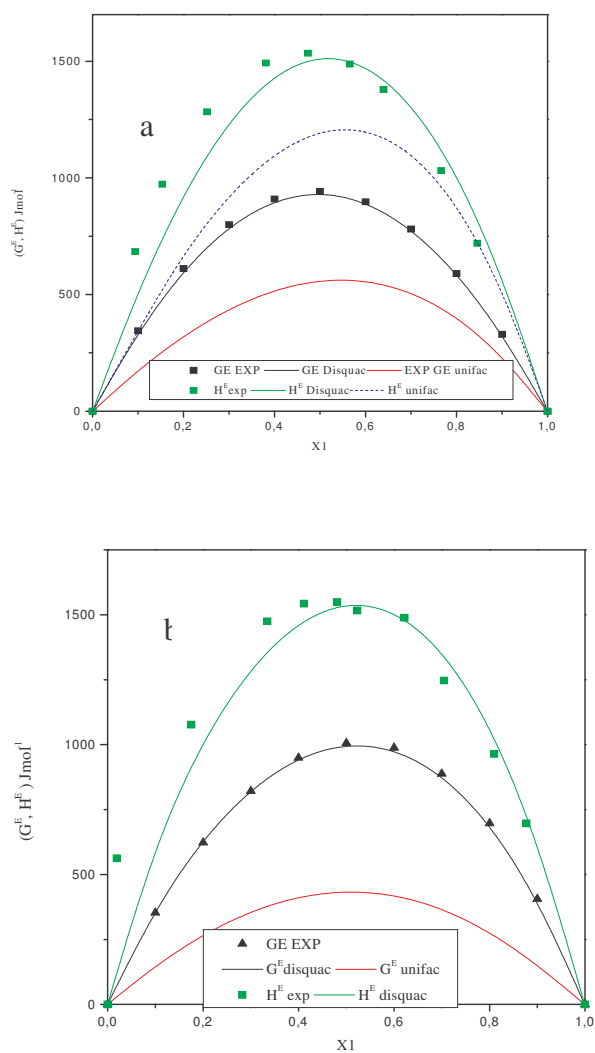 a
1500
1000
500
0
(G^E, H^E) Jmol^1
GE EXP GE Disquac EXP GE unifac
H^E exp H^E Disquac H^E unifac
0,0 0,2 0,4 0,6 0,8 1,0
X1
1500
1000
500
0
(G^E, H^E) Jmol^1
GE EXP
G^E disquac G^E unifac
H^E exp H^E disquac
0,0 0,2 0,4 0,6 0,8 1,0
X1